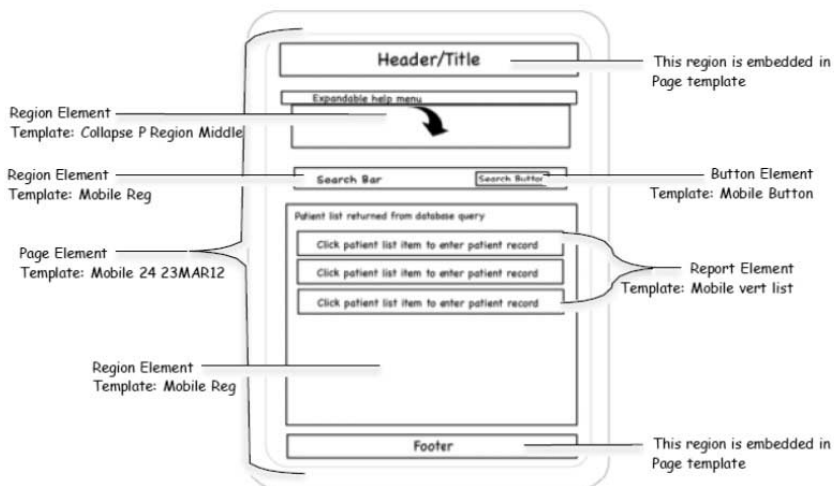 Header/Title
This region is embedded in
Page template
Expandable help menu
Region Element
Template: Collapse P Region Middle
Region Element
Template: Mobile Reg
Search Bar
Search Button
Button Element
Template: Mobile Button
Patient list returned from database query
Click patient list item to enter patient record
Click patient list item to enter patient record
Click patient list item to enter patient record
Page Element
Template: Mobile 24 23MAR12
Report Element
Template: Mobile vert list
Region Element
Template: Mobile Reg
Footer
This region is embedded in
Page template